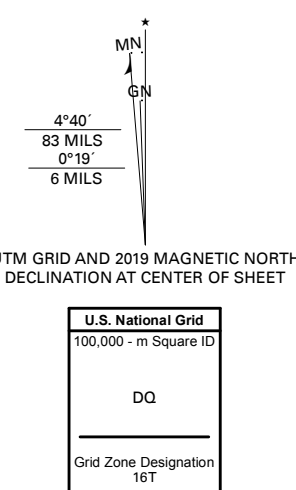 ★
MN
GN
4°40´
83 MILS
0°19´
6 MILS
UTM GRID AND 2019 MAGNETIC NORTH
DECLINATION AT CENTER OF SHEET
U.S. National Grid
100,000 - m Square ID
DQ
Grid Zone Designation
16T